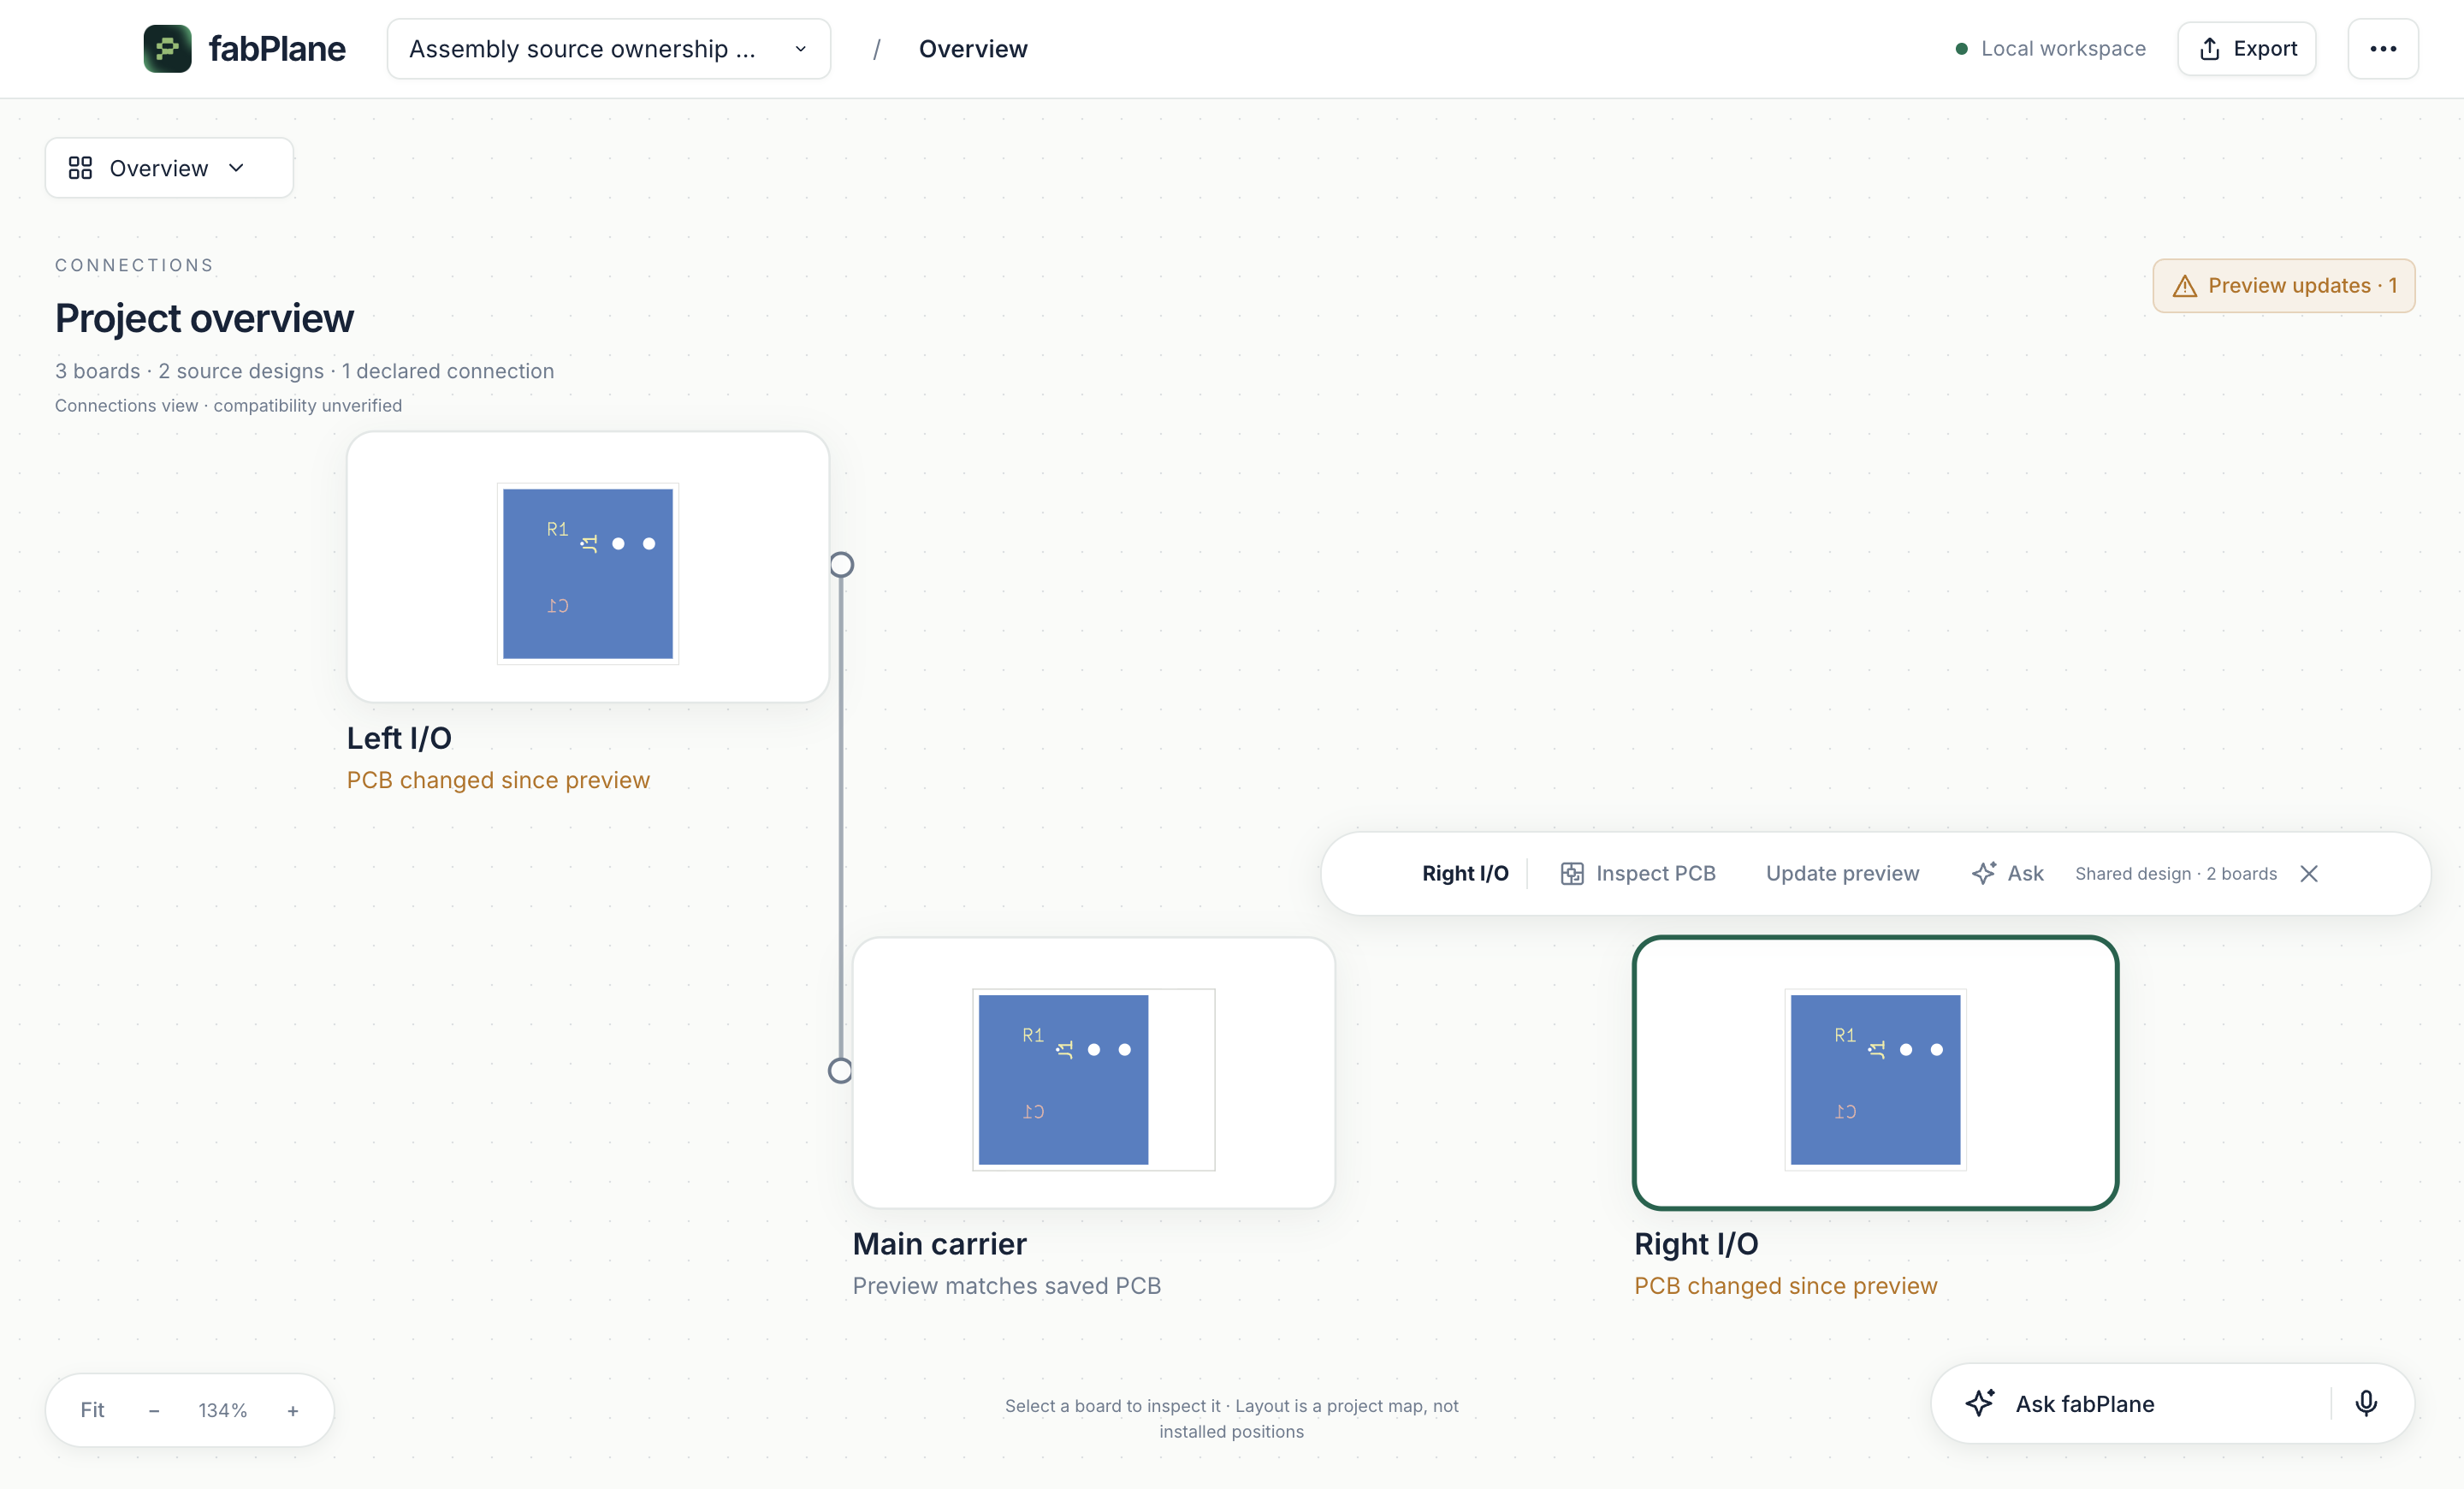 fabPlane
Assembly source ownership ...
/
Overview
Local workspace
Export
Overview
CONNECTIONS
Project overview
3 boards · 2 source designs · 1 declared connection
Connections view · compatibility unverified
Preview updates · 1
R1
J1
C1
Left I/O
PCB changed since preview
Right I/O
Inspect PCB
Update preview
Ask
Shared design · 2 boards
R1
J1
C1
Main carrier
Preview matches saved PCB
R1
J1
C1
Right I/O
PCB changed since preview
Fit
−
134%
+
Select a board to inspect it · Layout is a project map, not
installed positions
Ask fabPlane